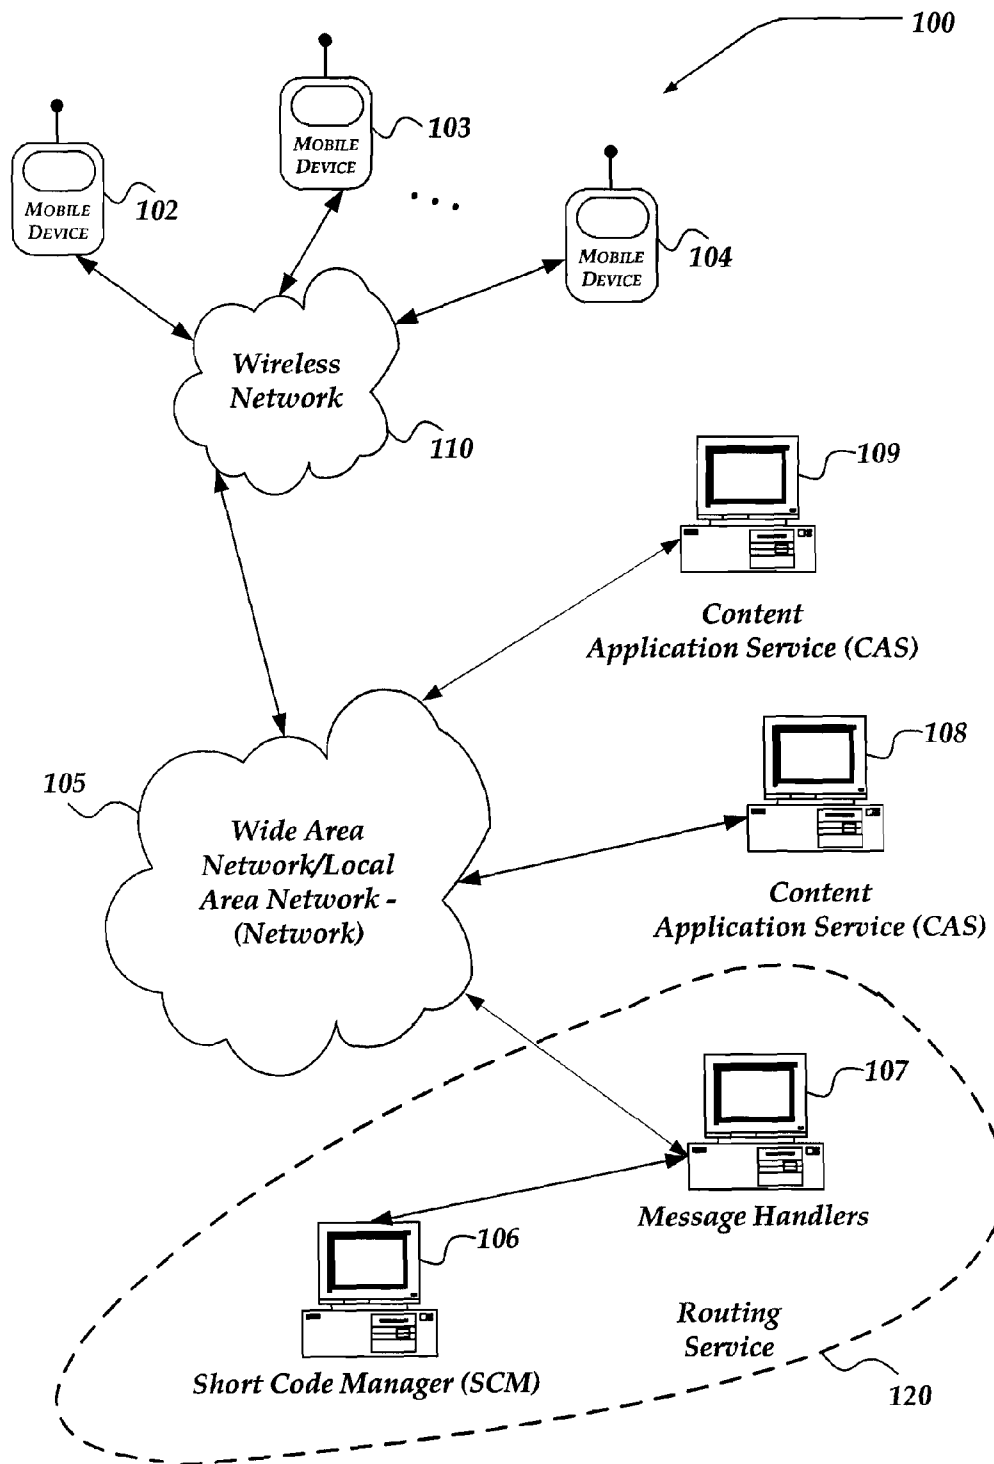 100
MOBILE
DEVICE
103
MOBILE
DEVICE
102
. . .
MOBILE
DEVICE
104
Wireless
Network
110
109
Content
Application Service (CAS)
108
105
Wide Area
Network/Local
Area Network -
(Network)
Content
Application Service (CAS)
107
Message Handlers
106
Routing
Service
Short Code Manager (SCM)
120